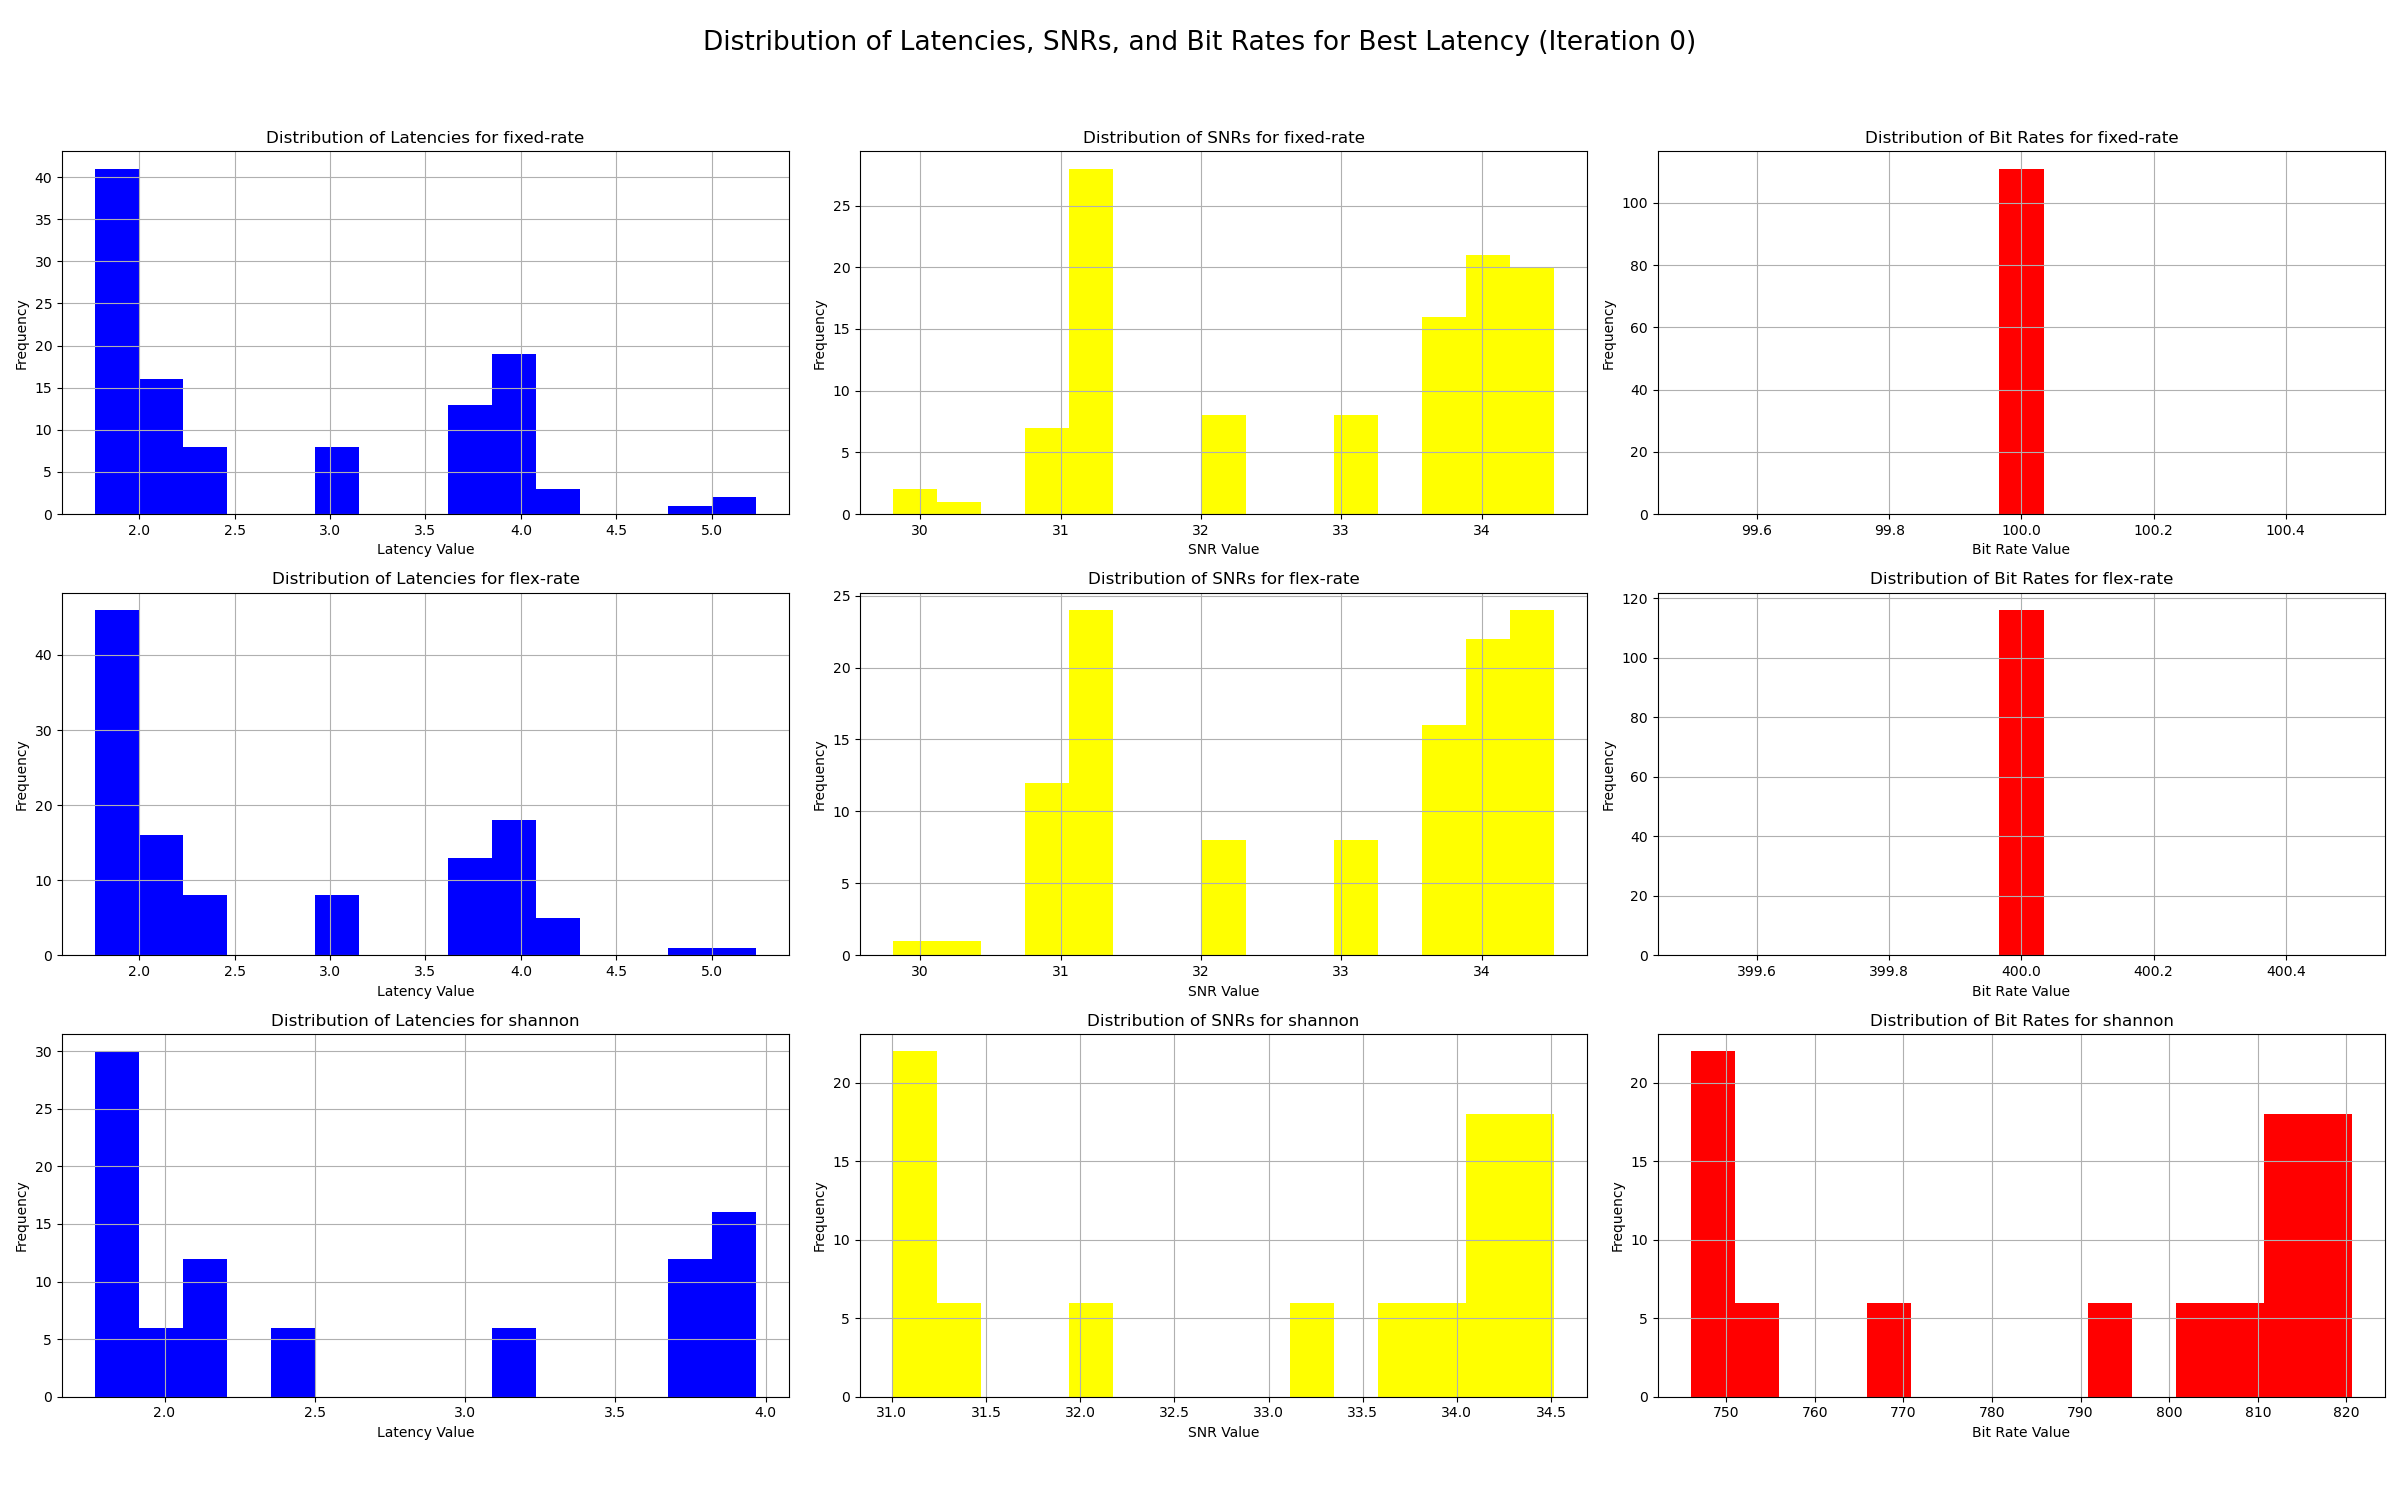 Distribution of Latencies, SNRs, and Bit Rates for Best Latency (Iteration 0)
Distribution of Latencies for fixed-rate
Frequency
40
35
30
25
20
15
10
5
0
2.0 2.5 3.0 3.5 4.0 4.5 5.0
Latency Value
Distribution of SNRs for fixed-rate
Frequency
25
20
15
10
5
0
30 31 32 33 34
SNR Value
Distribution of Bit Rates for fixed-rate
Frequency
100
80
60
40
20
0
99.6 99.8 100.0 100.2 100.4
Bit Rate Value
Distribution of Latencies for flex-rate
Frequency
40
30
20
10
0
2.0 2.5 3.0 3.5 4.0 4.5 5.0
Latency Value
Distribution of SNRs for flex-rate
Frequency
25
20
15
10
5
0
30 31 32 33 34
SNR Value
Distribution of Bit Rates for flex-rate
Frequency
120
100
80
60
40
20
0
399.6 399.8 400.0 400.2 400.4
Bit Rate Value
Distribution of Latencies for shannon
Frequency
30
25
20
15
10
5
0
2.0 2.5 3.0 3.5 4.0
Latency Value
Distribution of SNRs for shannon
Frequency
20
15
10
5
0
31.0 31.5 32.0 32.5 33.0 33.5 34.0 34.5
SNR Value
Distribution of Bit Rates for shannon
Frequency
20
15
10
5
0
750 760 770 780 790 800 810 820
Bit Rate Value